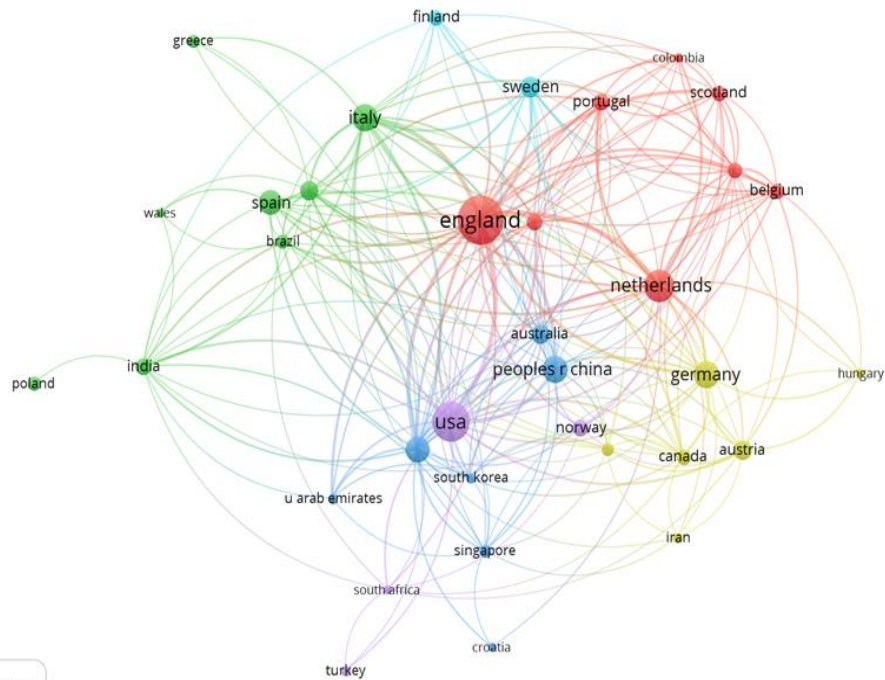 finland
greece
colombia
sweden
scotland
portugal
italy
belgium
spain
wales
england
brazil
netherlands
australia
india
peoples r china
germany
hungary
poland
usa
norway
austria
canada
south korea
u arab emirates
iran
singapore
south africa
croatia
turkey